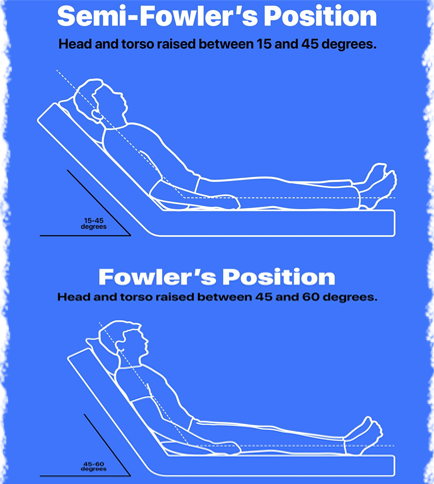 Semi-Fowler's Position
Head and torso raised between 15 and 45 degrees.
15-45
degrees
Fowler's Position
Head and torso raised between 45 and 60 degrees.
45-60
degrees